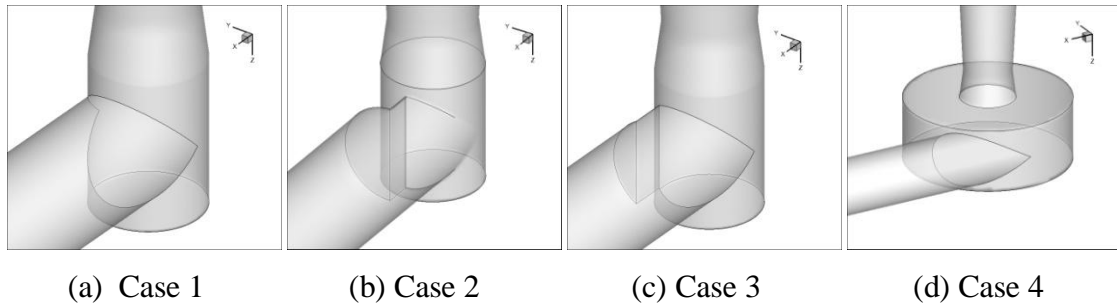 Y
X
Z
Y
X
Z
Y
X
Z
Y
X
Z
(a) Case 1
(b) Case 2
(c) Case 3
(d) Case 4